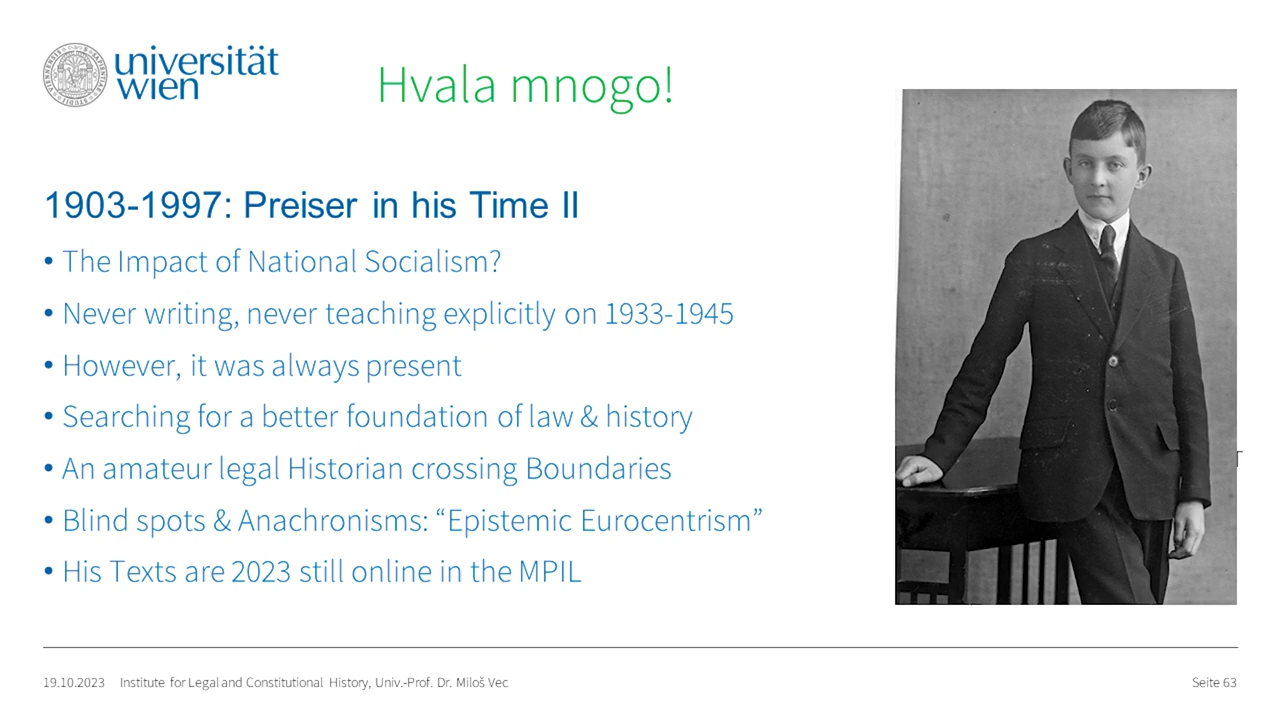 universität
wien
Hvala mnogo!
1903-1997: Preiser in his Time II
• The Impact of National Socialism?
• Never writing, never teaching explicitly on 1933-1945
• However, it was always present
• Searching for a better foundation of law & history
• An amateur legal Historian crossing Boundaries
• Blind spots & Anachronisms: “Epistemic Eurocentrism”
• His Texts are 2023 still online in the MPIL
19.10.2023 Institute for Legal and Constitutional History, Univ.-Prof. Dr. Miloš Vec
Seite 63